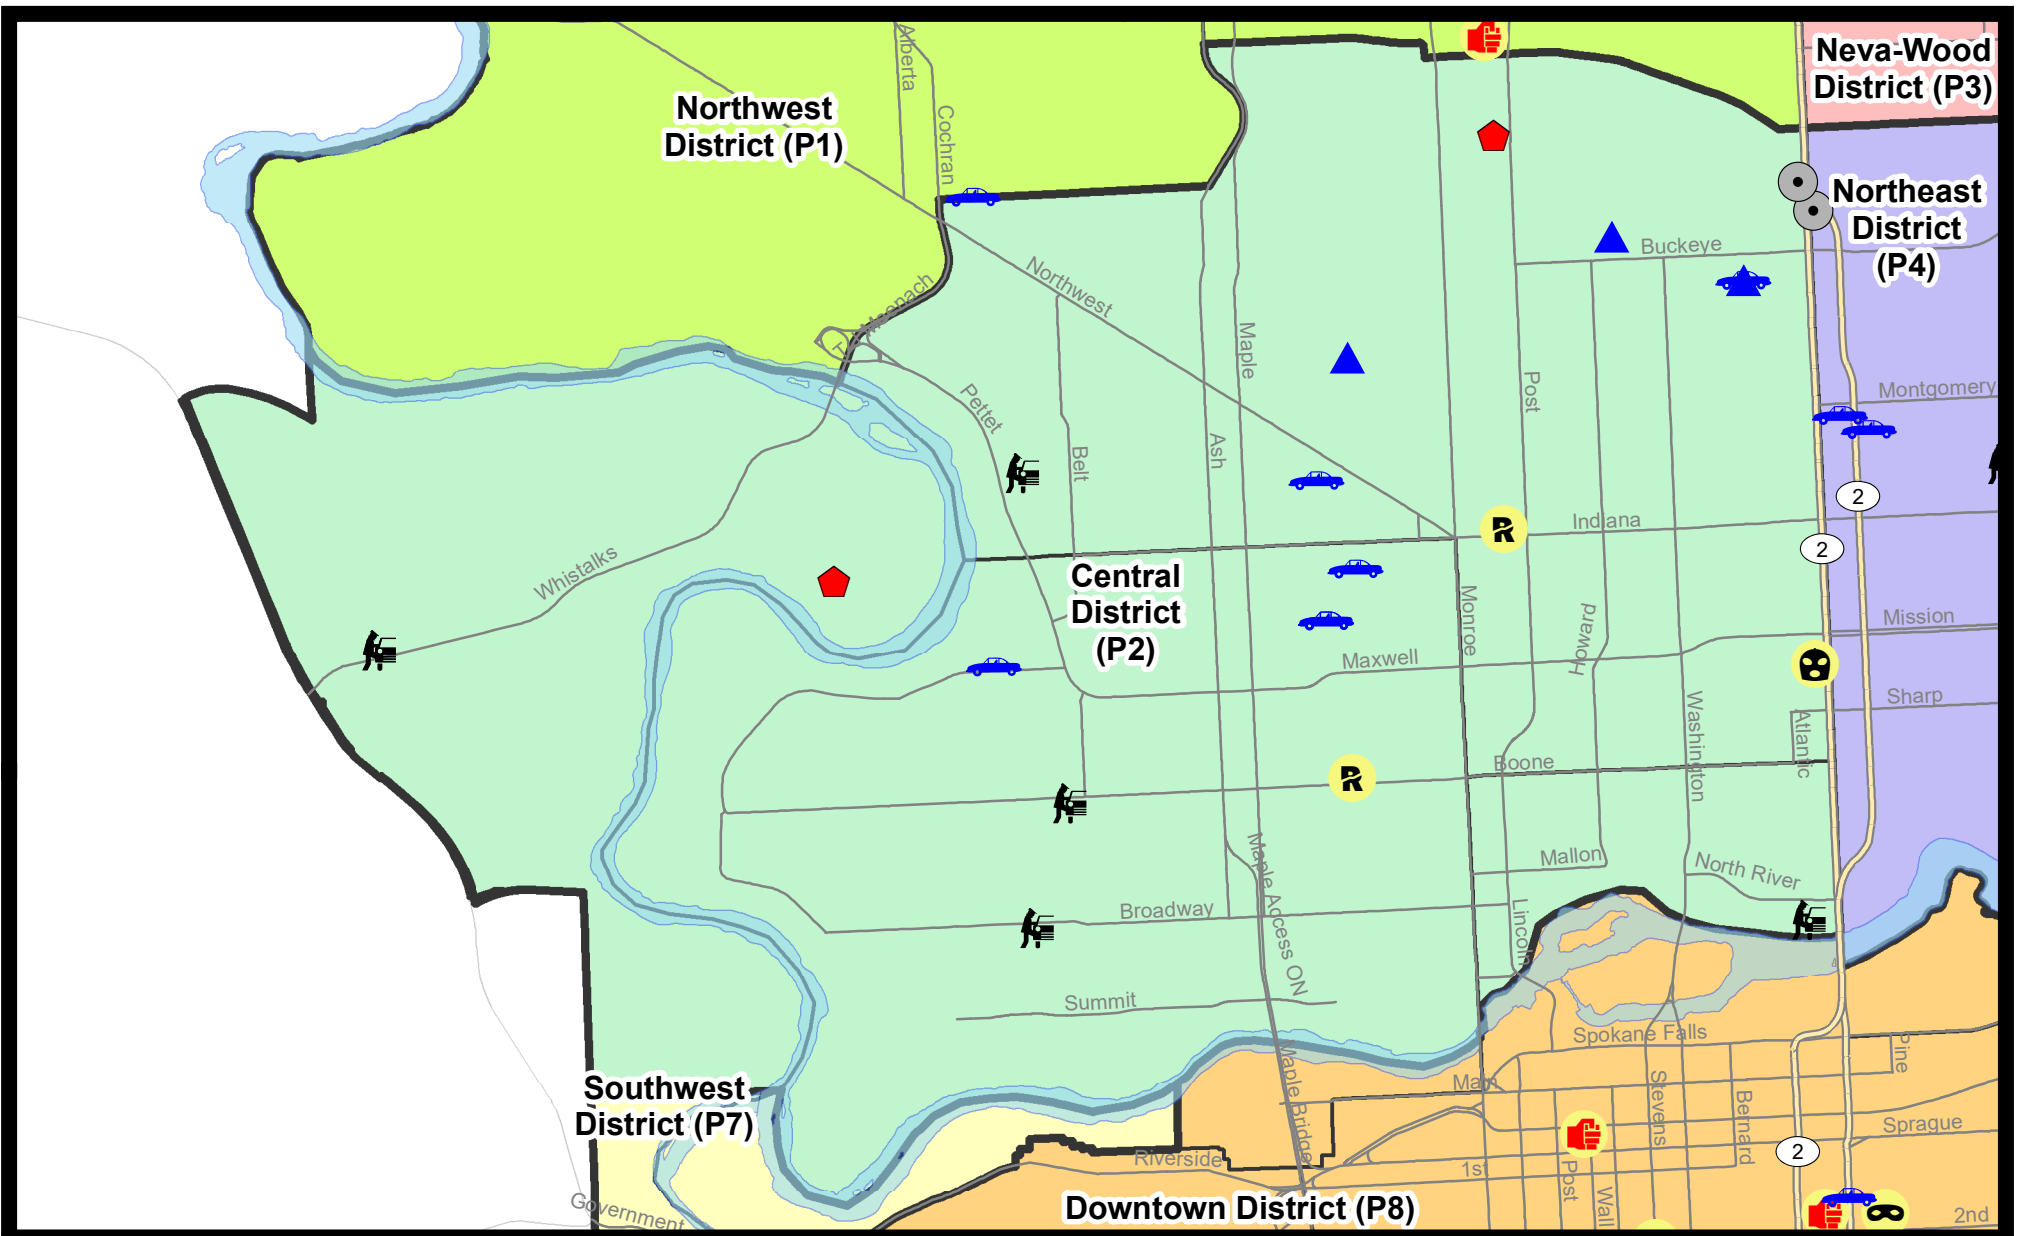 Neva-Wood
District (P3)
Northwest
District (P1)
Alberta
Cochran
Northeast
District
(P4)
Buckeye
Northwest
Maple
Post
Montgomery
Pettet
Belt
Ash
2
Indiana
2
Whistalks
Central
District
(P2)
Monroe
Howard
Mission
Maxwell
Sharp
Washington
Atlantic
R
Boone
R
Mallon
North River
Maple Access ON
Broadway
Lincoln
Summit
Spokane Falls
Pine
Southwest
District (P7)
Main
Maple Bridge
Stevens
Bernard
Sprague
2
Riverside
1st
Post
Wall
Government
Downtown District (P8)
2nd